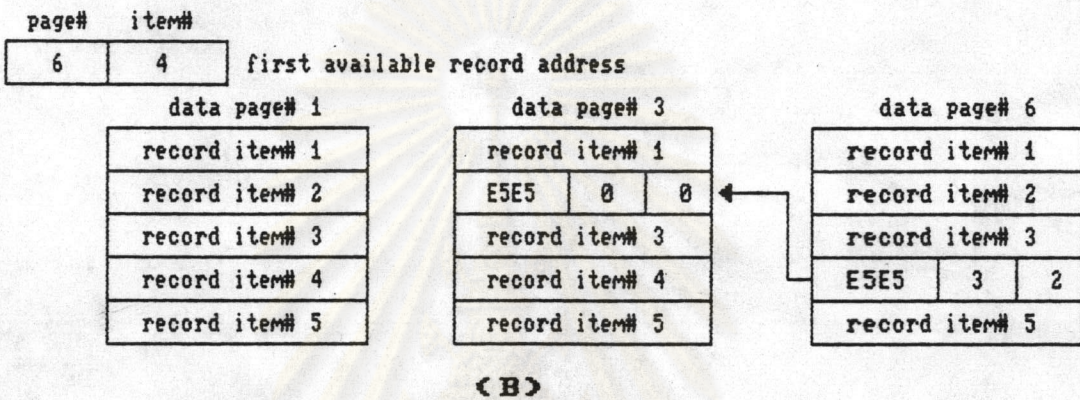 page# item#
6 4 first available record address
data page# 1 data page# 3 data page# 6
record item# 1 record item# 1 record item# 1
record item# 2 E5E5 0 0 record item# 2
record item# 3 record item# 3 record item# 3
record item# 4 record item# 4 E5E5 3 2
record item# 5 record item# 5 record item# 5
(B)